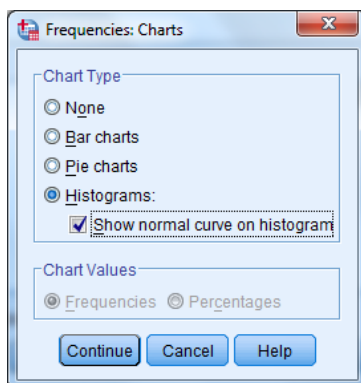 Frequencies: Charts
Chart Type
None
Bar charts
Pie charts
Histograms:
Show normal curve on histogram
Chart Values
Frequencies Percentages
Continue Cancel Help